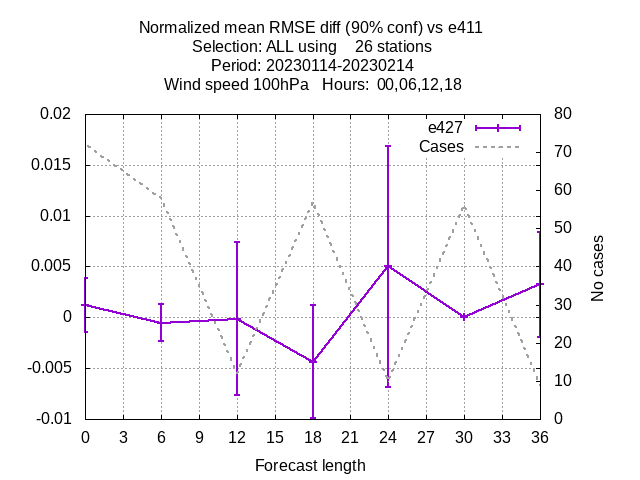 Normalized mean RMSE diff (90% conf) vs e411
Selection: ALL using    26 stations
Period: 20230114-20230214
Wind speed 100hPa   Hours:  00,06,12,18
0.02
0.015
0.01
0.005
0
-0.005
-0.01
80
70
60
50
40
30
20
10
0
e427
Cases
No cases
0 3 6 9 12 15 18 21 24 27 30 33 36
Forecast length